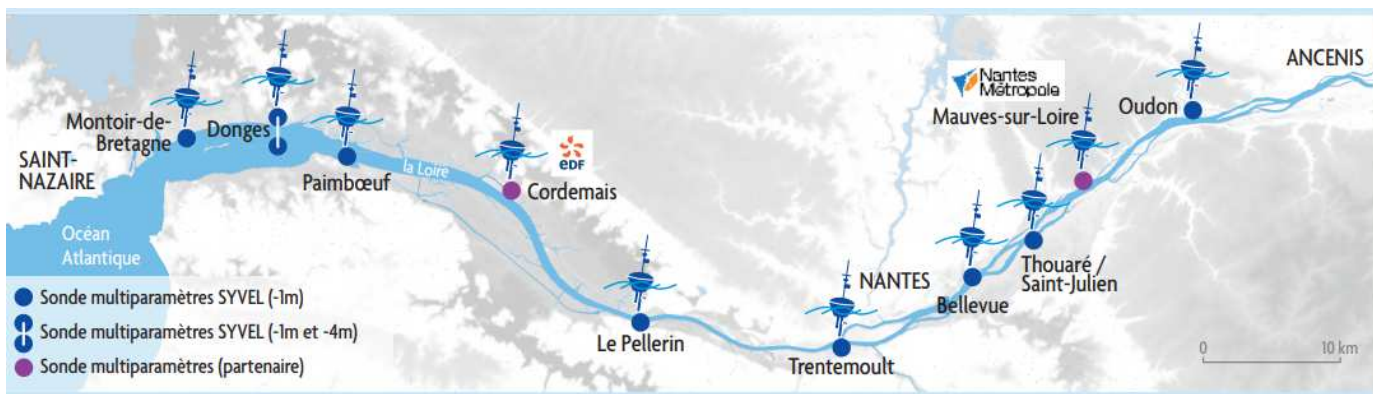 Montoir-de-
Bretagne
SAINT-
NAZAIRE
Donges
Paimbœuf
la Loire
eDF
Cordemais
Océan
Atlantique
Le Pellerin
NANTES
Trentemoult
Bellevue
Thouaré /
Saint-Julien
Nantes
Métropole
Mauves-sur-Loire
Oudon
ANCENIS
Sonde multiparamètres SYVEL (-1m)
Sonde multiparamètres SYVEL (-1m et -4m)
Sonde multiparamètres (partenaire)
0 10 km